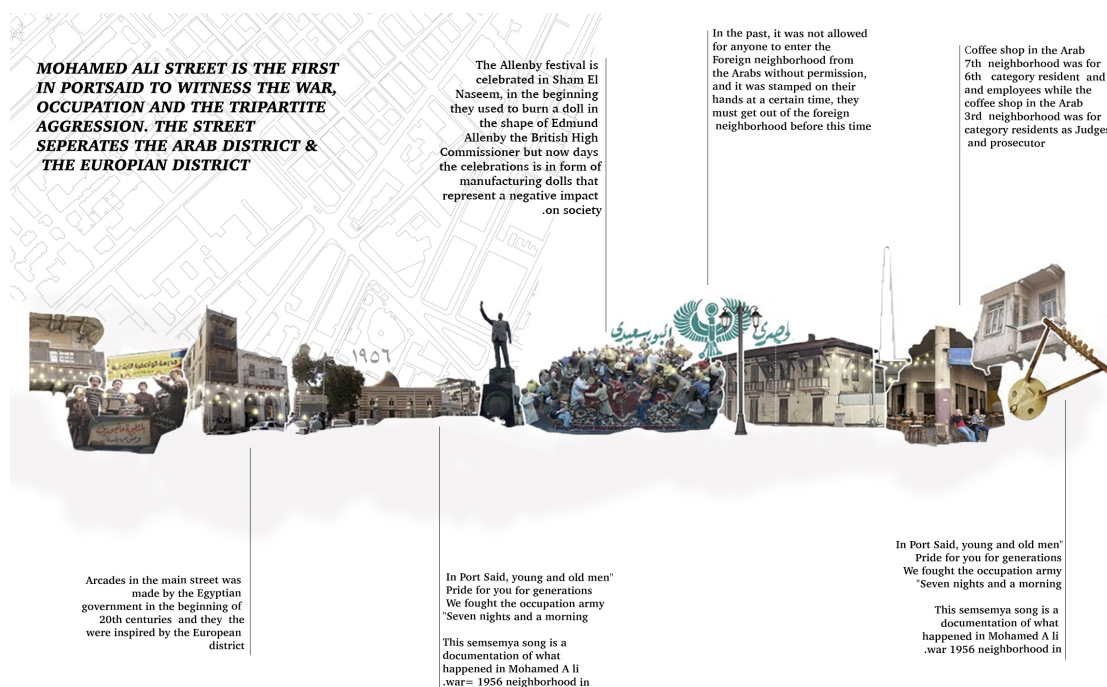 MOHAMED ALI STREET IS THE FIRST
IN PORTSAID TO WITNESS THE WAR,
OCCUPATION AND THE TRIPARTITE
AGGRESSION. THE STREET
SEPERATES THE ARAB DISTRICT &
THE EUROPIAN DISTRICT
The Allenby festival is
celebrated in Sham El
Naseem, in the beginning
they used to burn a doll in
the shape of Edmund
Allenby the British High
Commissioner but now days
the celebrations is in form of
manufacturing dolls that
represent a negative impact
.on society
In the past, it was not allowed
for anyone to enter the
Foreign neighborhood from
the Arabs without permission,
and it was stamped on their
hands at a certain time, they
must get out of the foreign
neighborhood before this time
Coffee shop in the Arab
7th neighborhood was for
6th category resident and
and employees while the
coffee shop in the Arab
3rd neighborhood was for
category residents as Judges
and prosecutor
١٩٥٦
البورسعيدي
المصري
Arcades in the main street was
made by the Egyptian
government in the beginning of
20th centuries and they the
were inspired by the European
district
In Port Said, young and old men"
Pride for you for generations
We fought the occupation army
"Seven nights and a morning
This semsemya song is a
documentation of what
happened in Mohamed A li
.war= 1956 neighborhood in
In Port Said, young and old men"
Pride for you for generations
We fought the occupation army
"Seven nights and a morning
This semsemya song is a
documentation of what
happened in Mohamed A li
.war 1956 neighborhood in